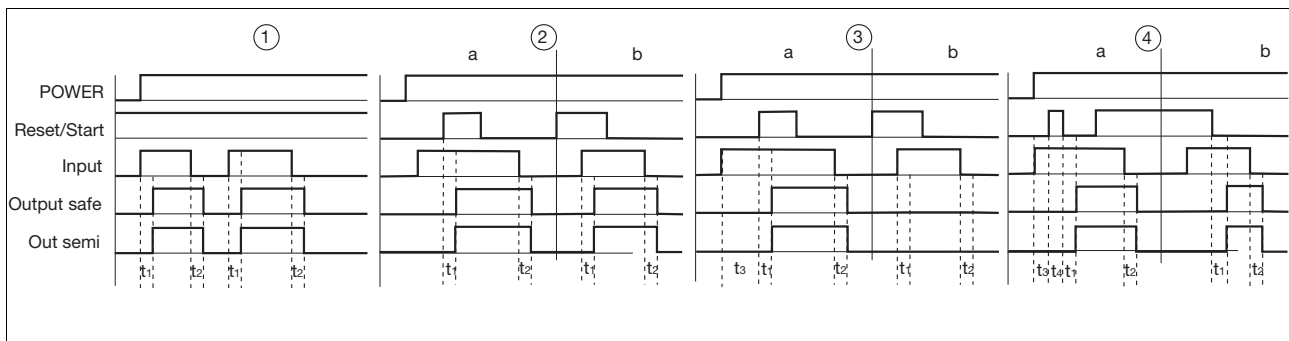 1 2 3 4
a b a b a b
POWER
Reset/Start
Input
Output safe
Out semi
t1 t2 t1 t2 t1 t2 t1 t2 t3 t1 t2 t1 t2 t3 t4 t1 t2 t1 t2